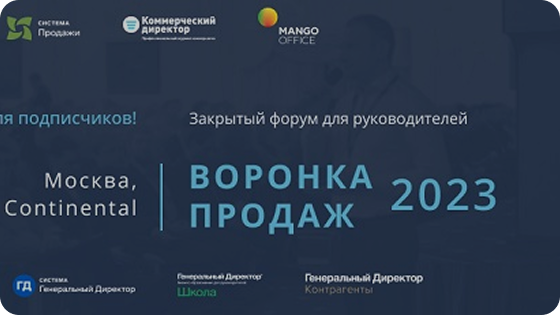 СИСТЕМА
Продажи
Коммерческий
директор
MANGO
OFFICE
ля подписчиков!
Закрытый форум для руководителей
Москва,
Continental
ВОРОНКА
ПРОДАЖ
2023
ГД
СИСТЕМА
Генеральный Директор
Генеральный Директор
Школа
Генеральный Директор
Контрагенты